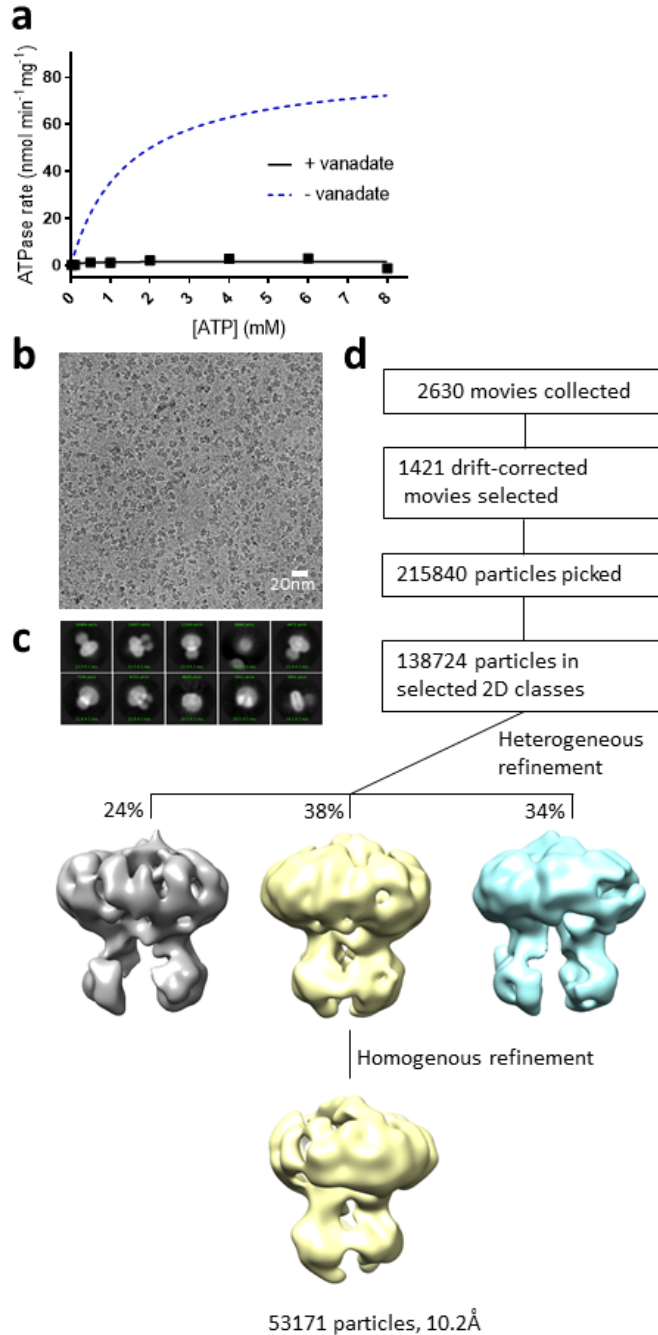 a
ATPase rate (nmol min⁻¹mg⁻¹)
80
60
40
20
0
+ vanadate
- vanadate
0
1
2
3
4
5
6
7
8
[ATP] (mM)
b
20nm
c
d
2630 movies collected
1421 drift-corrected
movies selected
215840 particles picked
138724 particles in
selected 2D classes
Heterogeneous
refinement
24%
38%
34%
Homogenous refinement
53171 particles, 10.2Å